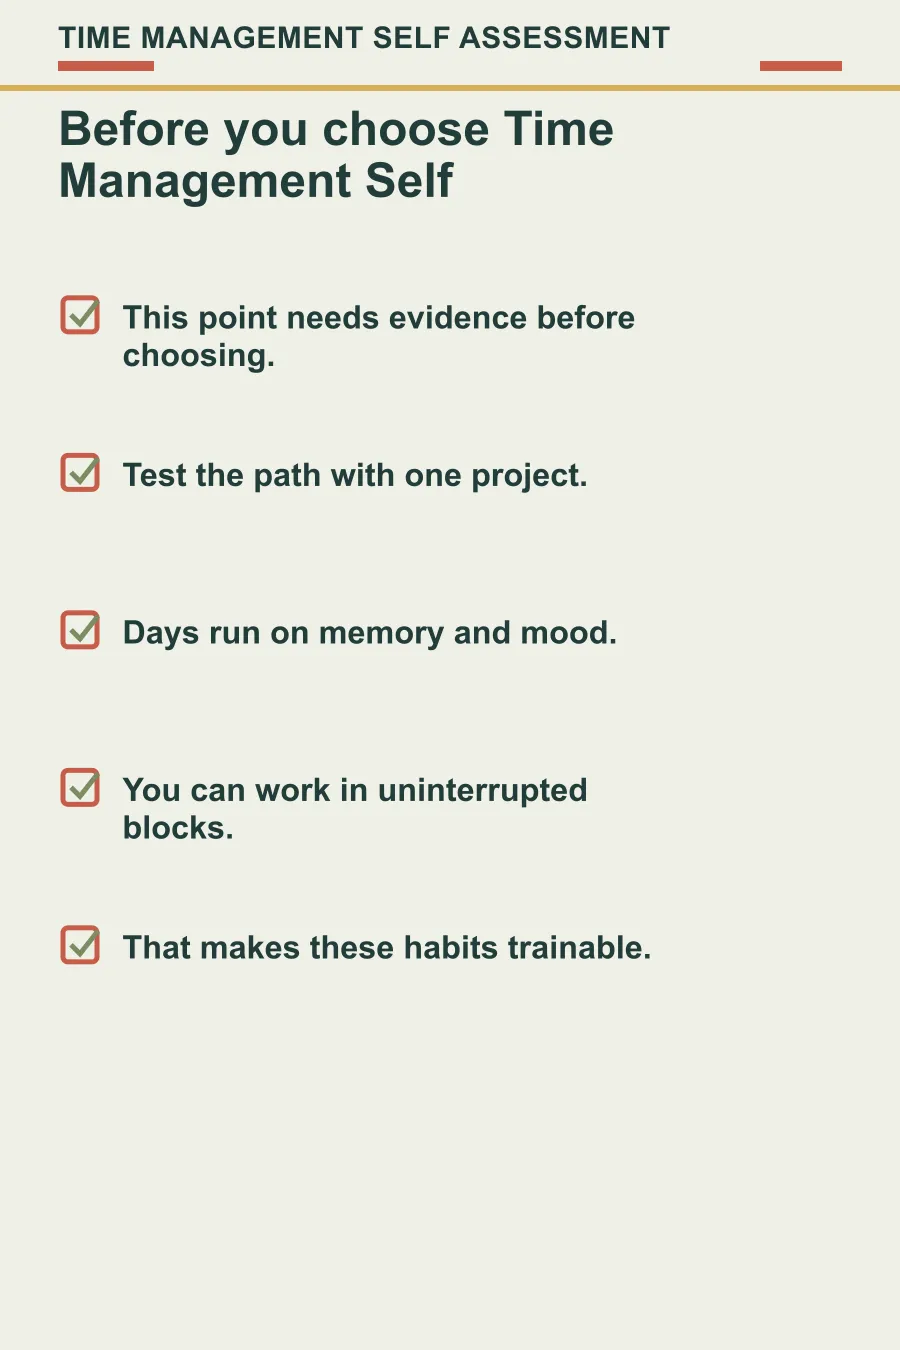 TIME MANAGEMENT SELF ASSESSMENT
Before you choose Time
Management Self
This point needs evidence before
choosing.
Test the path with one project.
Days run on memory and mood.
You can work in uninterrupted
blocks.
That makes these habits trainable.